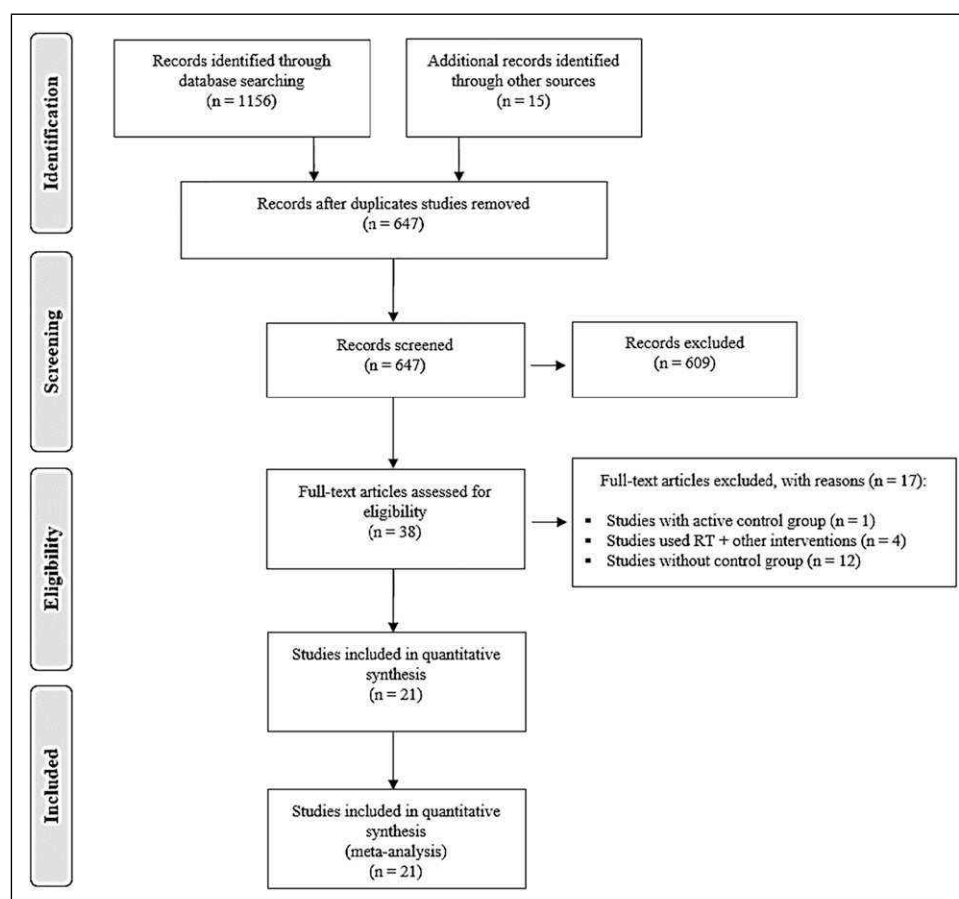 Identification
Records identified through
database searching
(n = 1156)
Additional records identified
through other sources
(n = 15)
Records after duplicates studies removed
(n = 647)
Screening
Records screened
(n = 647)
Records excluded
(n = 609)
Eligibility
Full-text articles assessed for
eligibility
(n = 38)
Full-text articles excluded, with reasons (n = 17):
▪ Studies with active control group (n = 1)
▪ Studies used RT + other interventions (n = 4)
▪ Studies without control group (n = 12)
Studies included in quantitative
synthesis
(n = 21)
Included
Studies included in quantitative
synthesis
(meta-analysis)
(n = 21)